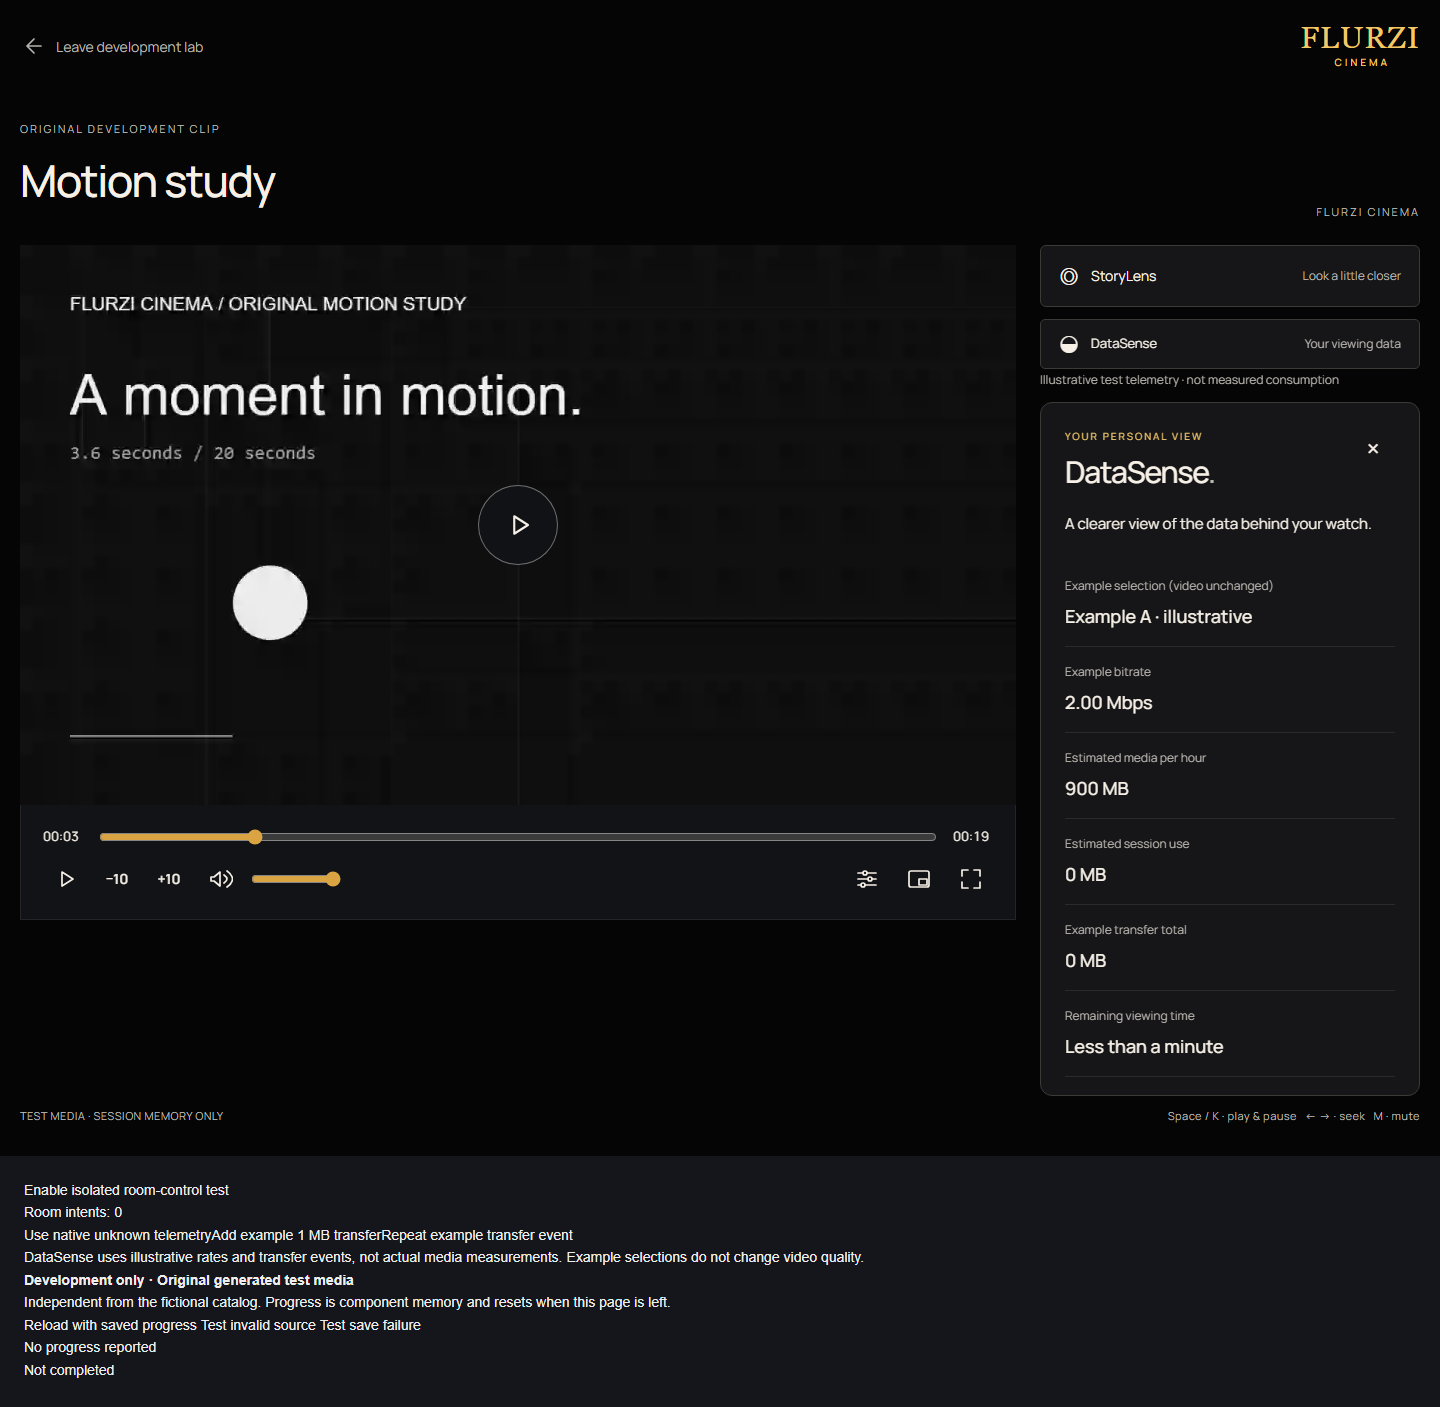 Leave development lab
FLURZI
CINEMA
ORIGINAL DEVELOPMENT CLIP
Motion study
FLURZI CINEMA
FLURZI CINEMA / ORIGINAL MOTION STUDY
A moment in motion.
3.6 seconds / 20 seconds
00:03
00:19
−10
+10
StoryLens
Look a little closer
DataSense
Your viewing data
Illustrative test telemetry · not measured consumption
YOUR PERSONAL VIEW
DataSense.
A clearer view of the data behind your watch.
Example selection (video unchanged)
Example A · illustrative
Example bitrate
2.00 Mbps
Estimated media per hour
900 MB
Estimated session use
0 MB
Example transfer total
0 MB
Remaining viewing time
Less than a minute
TEST MEDIA · SESSION MEMORY ONLY
Space / K · play & pause ← → · seek M · mute
Enable isolated room-control test
Room intents: 0
Use native unknown telemetryAdd example 1 MB transferRepeat example transfer event
DataSense uses illustrative rates and transfer events, not actual media measurements. Example selections do not change video quality.
Development only · Original generated test media
Independent from the fictional catalog. Progress is component memory and resets when this page is left.
Reload with saved progress Test invalid source Test save failure
No progress reported
Not completed